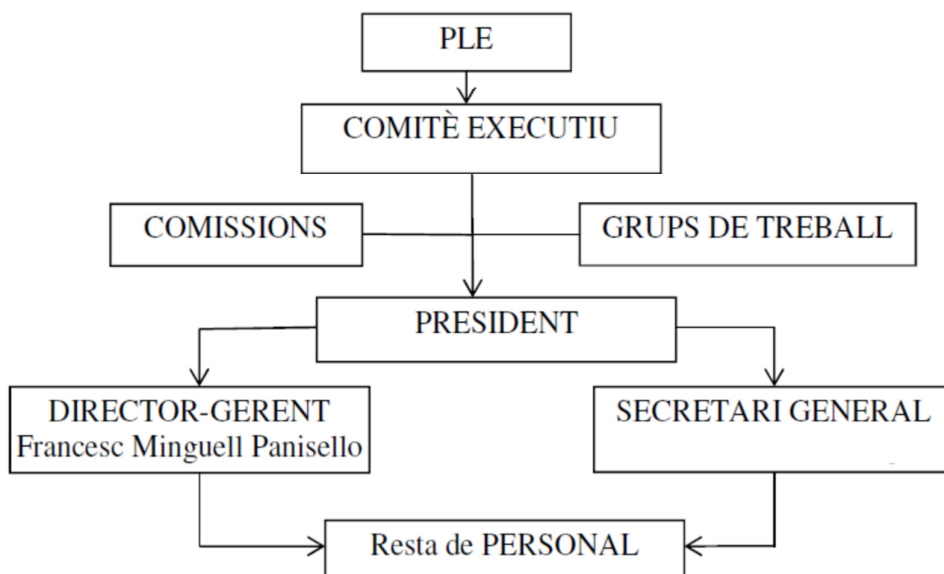 PLE
COMITÈ EXECUTIU
COMISSIONS
GRUPS DE TREBALL
PRESIDENT
DIRECTOR-GERENT
Francesc Minguell Panisello
SECRETARI GENERAL
Resta de PERSONAL